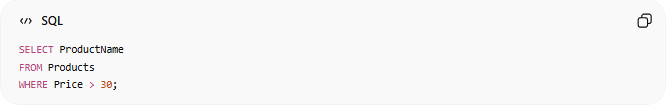 SQL
SELECT ProductName
FROM Products
WHERE Price > 30;